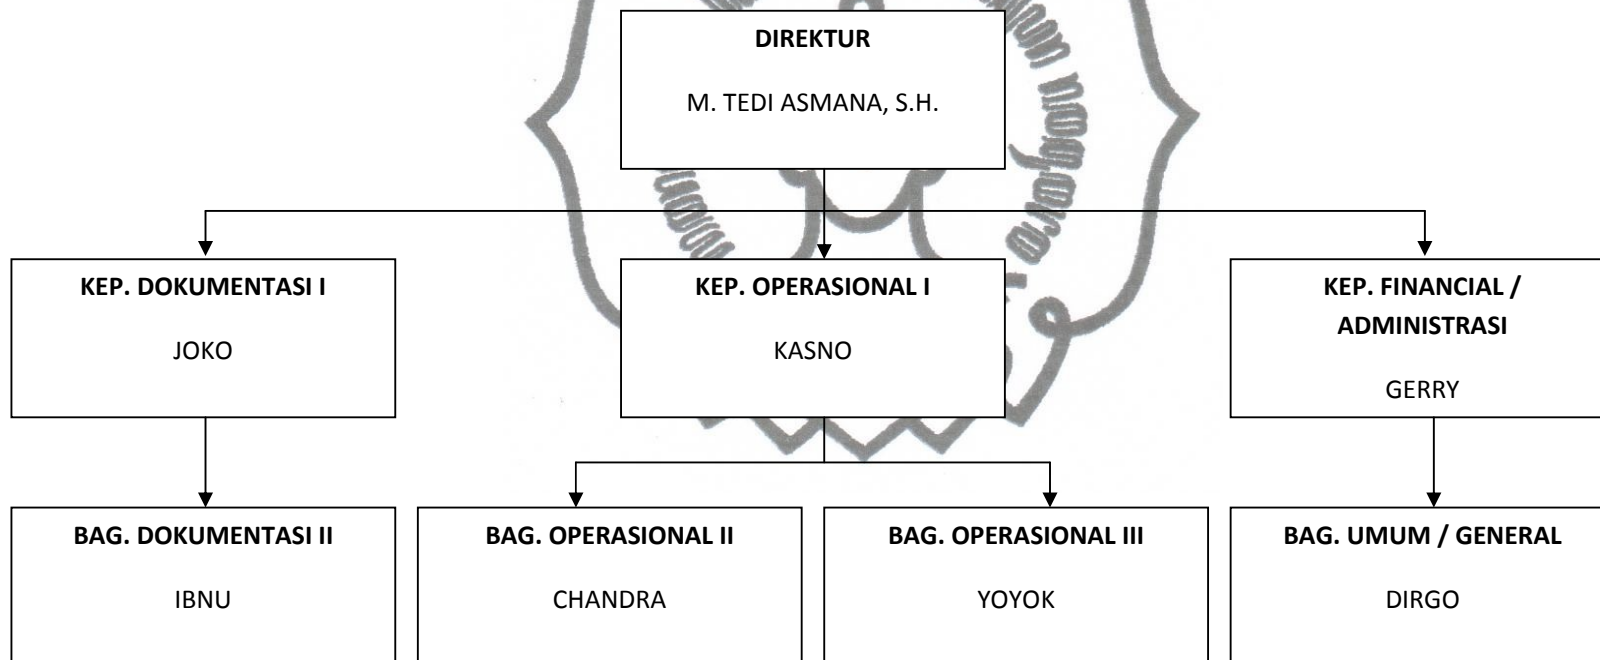 DIREKTUR
M. TEDI ASMANA, S.H.
KEP. DOKUMENTASI I
JOKO
KEP. OPERASIONAL I
KASNO
KEP. FINANCIAL /
ADMINISTRASI
GERRY
BAG. DOKUMENTASI II
IBNU
BAG. OPERASIONAL II
CHANDRA
BAG. OPERASIONAL III
YOYOK
BAG. UMUM / GENERAL
DIRGO